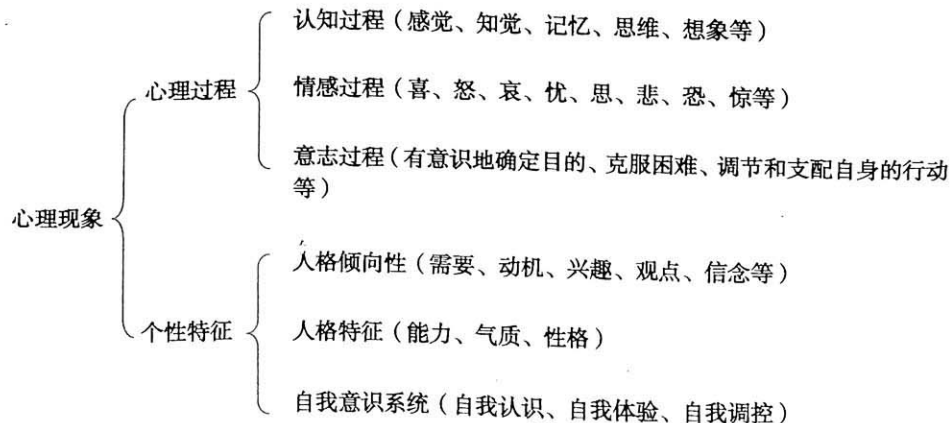 认知过程（感觉、知觉、记忆、思维、想象等）
心理过程
情感过程（喜、怒、哀、忧、思、悲、恐、惊等）
意志过程（有意识地确定目的、克服困难、调节和支配自身的行动
等）
心理现象
人格倾向性（需要、动机、兴趣、观点、信念等）
个性特征
人格特征（能力、气质、性格）
自我意识系统（自我认识、自我体验、自我调控）